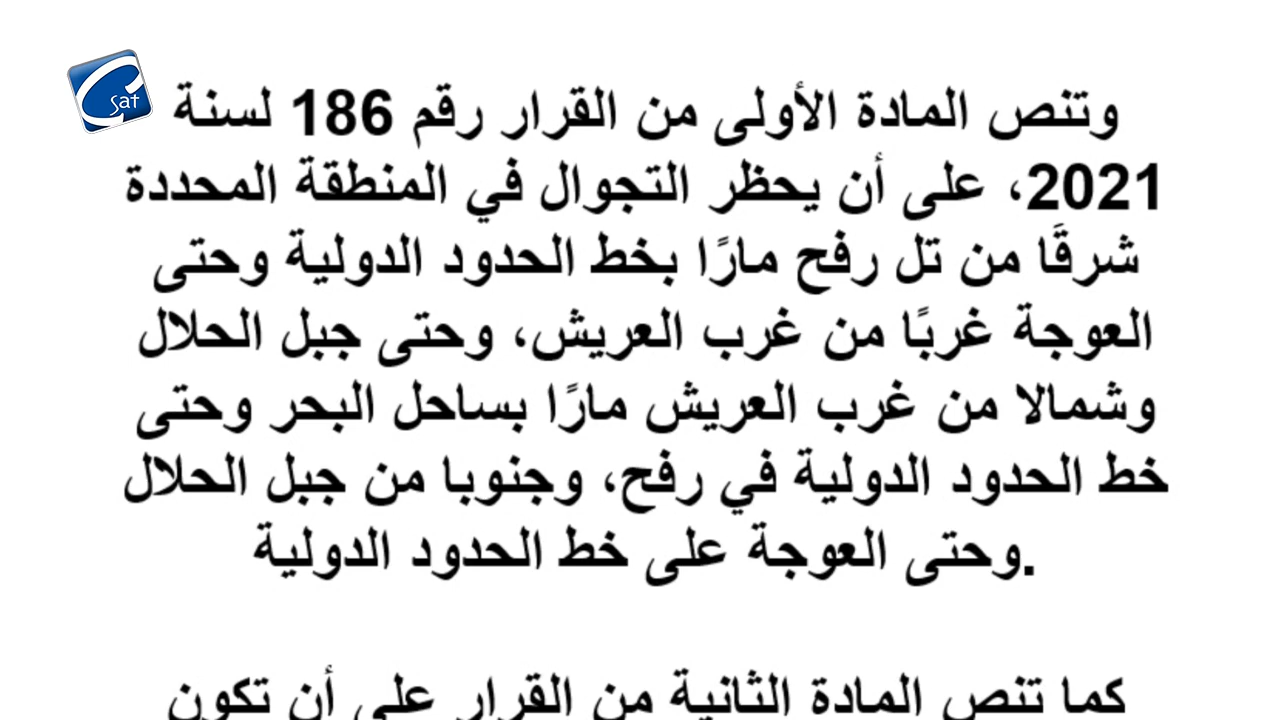 Sat
وتنص المادة الأولى من القرار رقم 186 لسنة
2021، على أن يحظر التجوال في المنطقة المحددة
شرقًا من تل رفح مارًا بخط الحدود الدولية وحتى
العوجة غربًا من غرب العريش، وحتى جبل الحلال
وشمالا من غرب العريش مارًا بساحل البحر وحتى
خط الحدود الدولية في رفح، وجنوبا من جبل الحلال
.وحتى العوجة على خط الحدود الدولية
كما تنص المادة الثانية من القرار على أن تكون